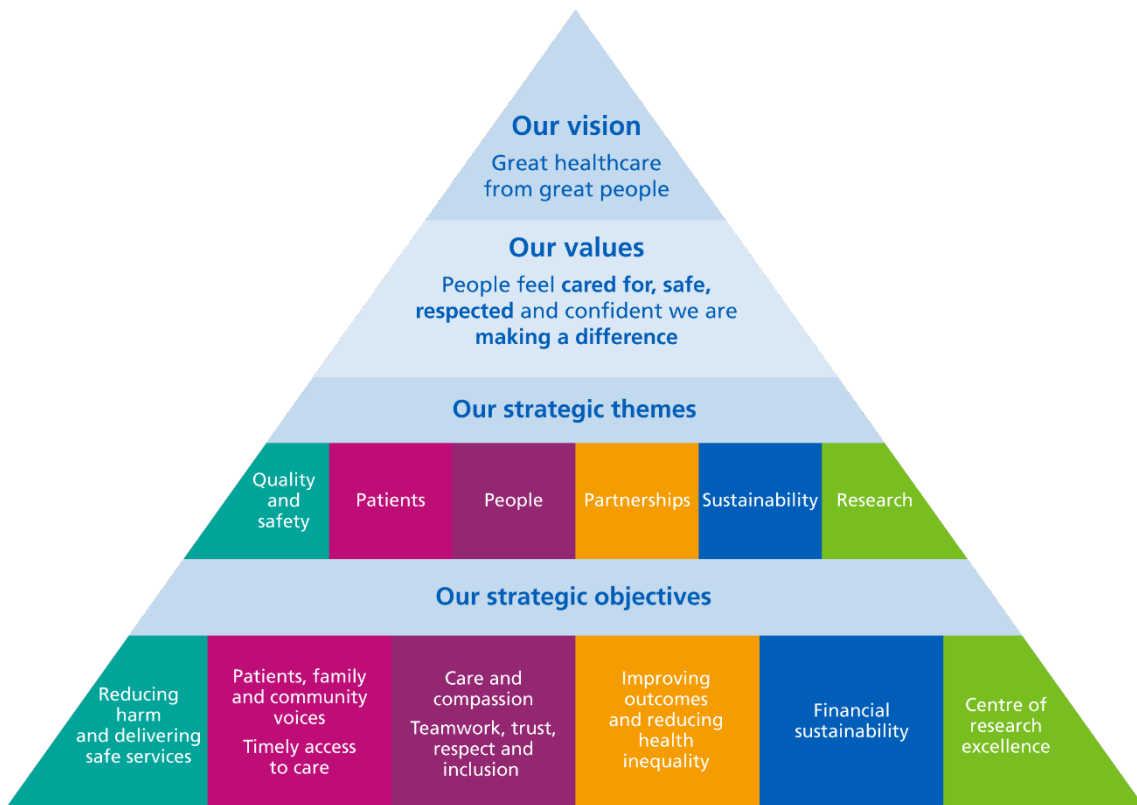 Our vision
Great healthcare
from great people
Our values
People feel cared for, safe,
respected and confident we are
making a difference
Our strategic themes
Quality
and
safety
Patients
People
Partnerships
Sustainability
Research
Our strategic objectives
Reducing
harm
and delivering
safe services
Patients, family
and community
voices
Timely access
to care
Care and
compassion
Teamwork, trust,
respect and
inclusion
Improving
outcomes
and reducing
health
inequality
Financial
sustainability
Centre of
research
excellence